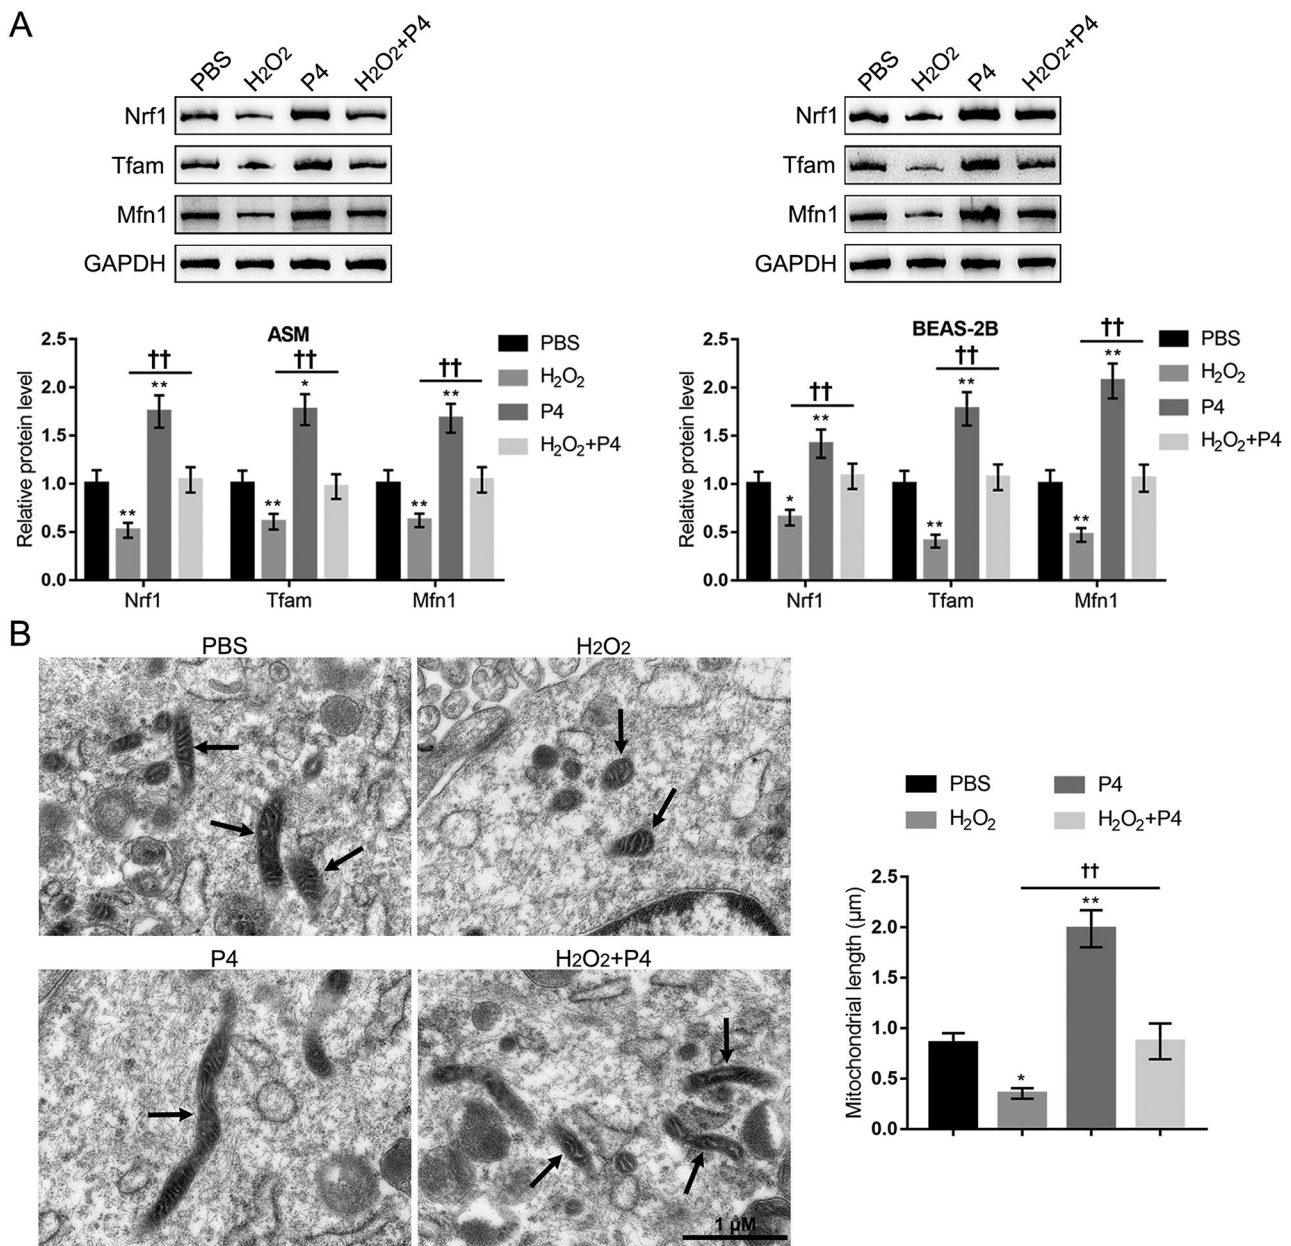 A
PBS H2O2 P4 H2O2+P4
Nrf1
Tfam
Mfn1
GAPDH
PBS H2O2 P4 H2O2+P4
Nrf1
Tfam
Mfn1
GAPDH
ASM
Relative protein level
2.5
2.0
1.5
1.0
0.5
0.0
†† †† ††
** ** ** * ** **
Nrf1 Tfam Mfn1
PBS
H₂O₂
P4
H₂O₂+P4
BEAS-2B
Relative protein level
2.5
2.0
1.5
1.0
0.5
0.0
†† †† ††
* ** ** ** ** **
Nrf1 Tfam Mfn1
PBS
H₂O₂
P4
H₂O₂+P4
B
PBS
H2O2
P4
H2O2+P4
1 µM
PBS
P4
H₂O₂
H₂O₂+P4
Mitochondrial length (µm)
2.5
2.0
1.5
1.0
0.5
0.0
††
* **